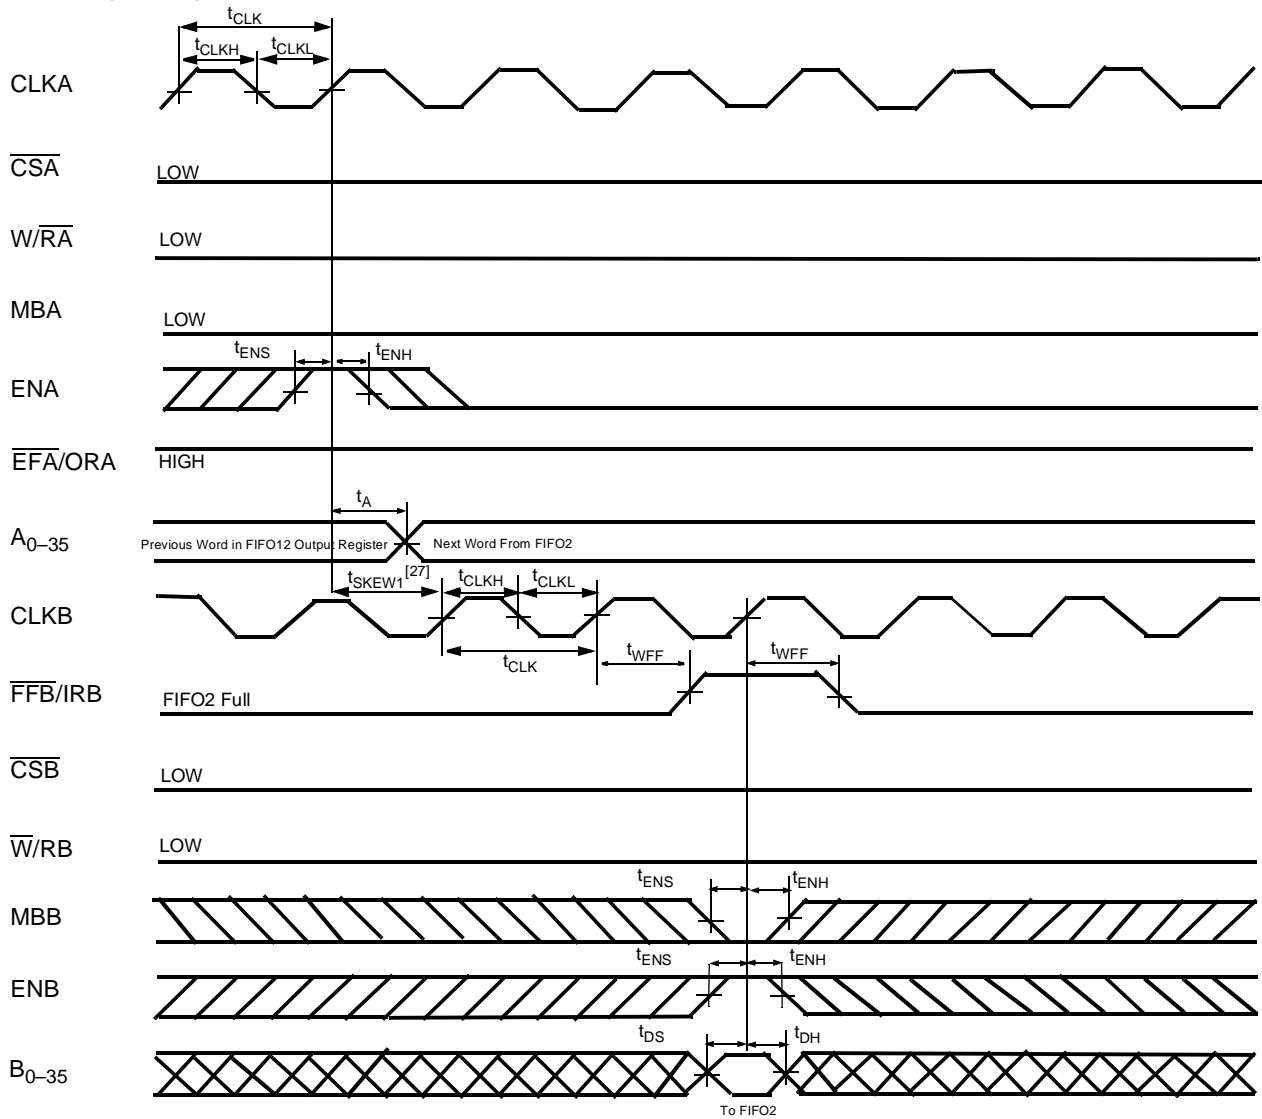 tCLK
tCLKH tCLKL
CLKA
CSA LOW
W/RA LOW
MBA LOW
tENS tENH
ENA
EFA/ORA HIGH
tA
A0–35 Previous Word in FIFO12 Output Register Next Word From FIFO2
tSKEW1[27] tCLKH tCLKL
CLKB
tCLK tWFF tWFF
FFB/IRB FIFO2 Full
CSB LOW
W/RB LOW
tENS tENH
MBB
tENS tENH
ENB
tDS tDH
B0–35
To FIFO2